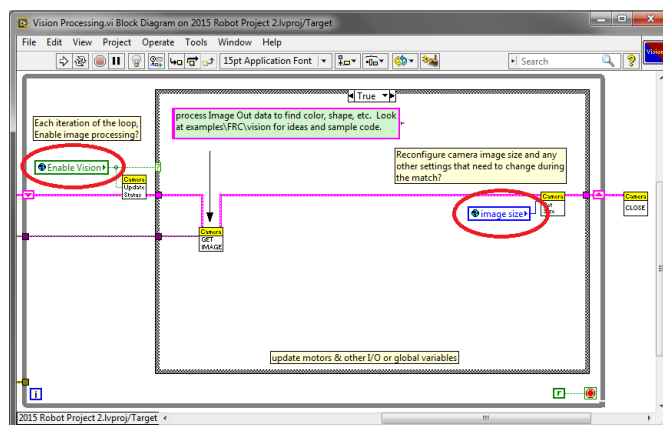 Vision Processing.vi Block Diagram on 2015 Robot Project 2.lvproj/Target
File Edit View Project Operate Tools Window Help
15pt Application Font
Search
?
Vision
True
Each iteration of the loop,
Enable image processing?
process Image Out data to find color, shape, etc. Look
at examples\FRC\vision for ideas and sample code.
Reconfigure camera image size and any
other settings that need to change during
the match?
Enable Vision
?
Camera
Update
Status
Camera
GET
IMAGE
image size
Camera
Size
Camera
CLOSE
update motors & other I/O or global variables
i
F
2015 Robot Project 2.lvproj/Target